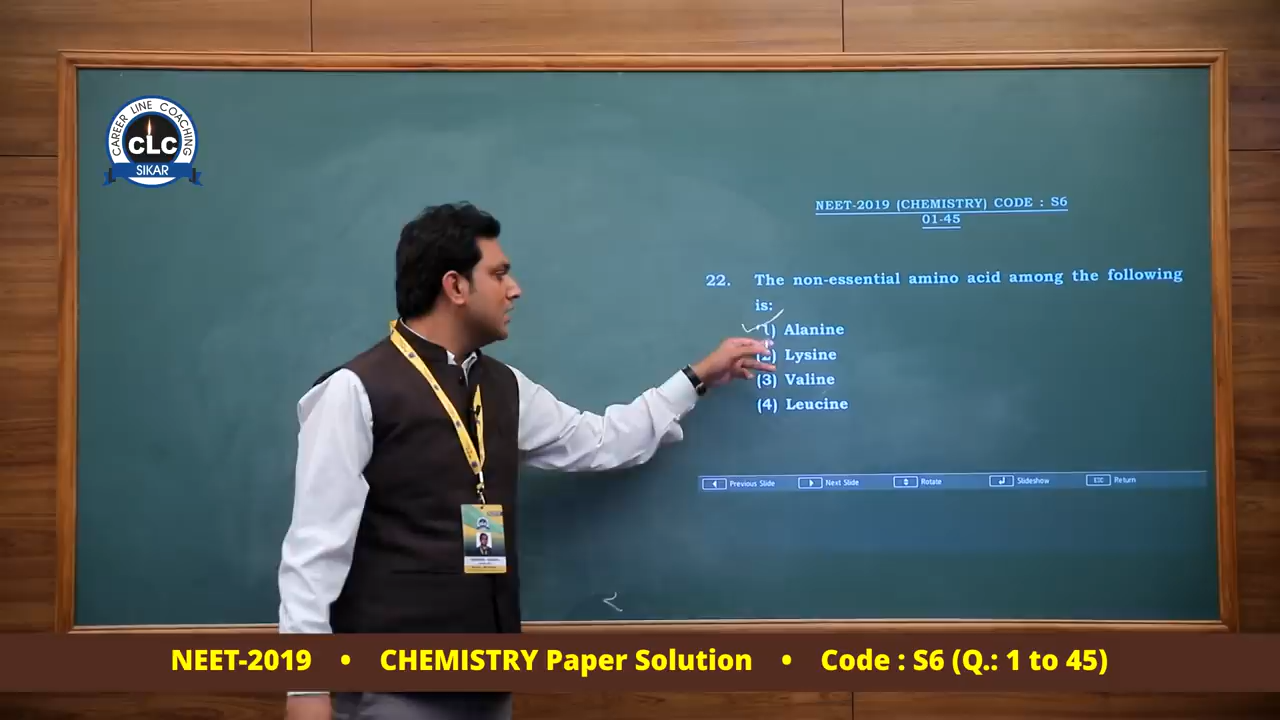 CAREER LINE COACHING
CLC
SIKAR
NEET-2019 (CHEMISTRY) CODE : S6
01-45
22. The non-essential amino acid among the following
is:
(1) Alanine
(2) Lysine
(3) Valine
(4) Leucine
Previous Slide Next Slide Rotate Slideshow ESC Return
NEET-2019 • CHEMISTRY Paper Solution • Code : S6 (Q.: 1 to 45)